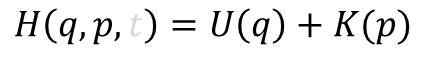 H(q, p, t) = U(q) + K(p)